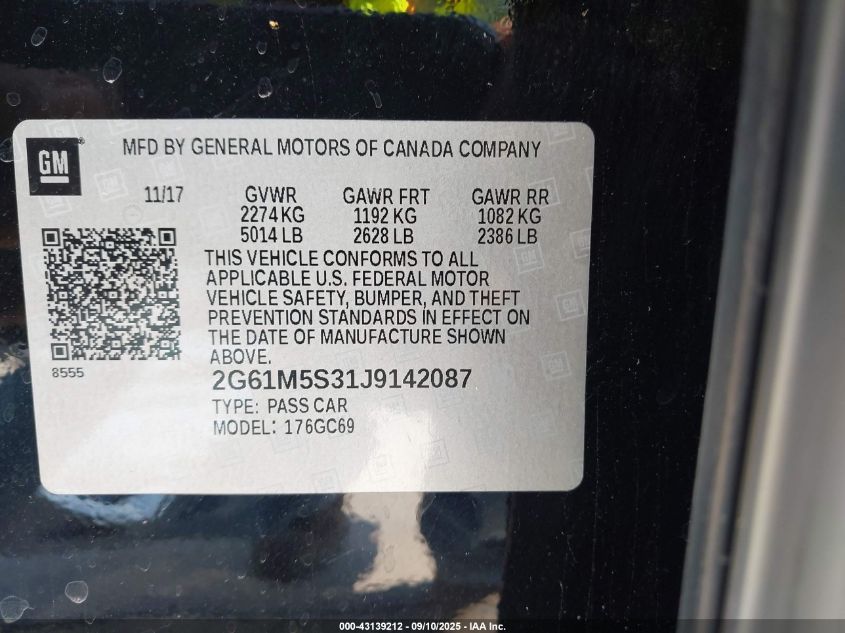 GM
MFD BY GENERAL MOTORS OF CANADA COMPANY
11/17 GVWR GAWR FRT GAWR RR
2274 KG 1192 KG 1082 KG
5014 LB 2628 LB 2386 LB
THIS VEHICLE CONFORMS TO ALL
APPLICABLE U.S. FEDERAL MOTOR
VEHICLE SAFETY, BUMPER, AND THEFT
PREVENTION STANDARDS IN EFFECT ON
THE DATE OF MANUFACTURE SHOWN
ABOVE.
8555
2G61M5S31J9142087
TYPE: PASS CAR
MODEL: 176GC69
000-43139212 - 09/10/2025 - IAA Inc.